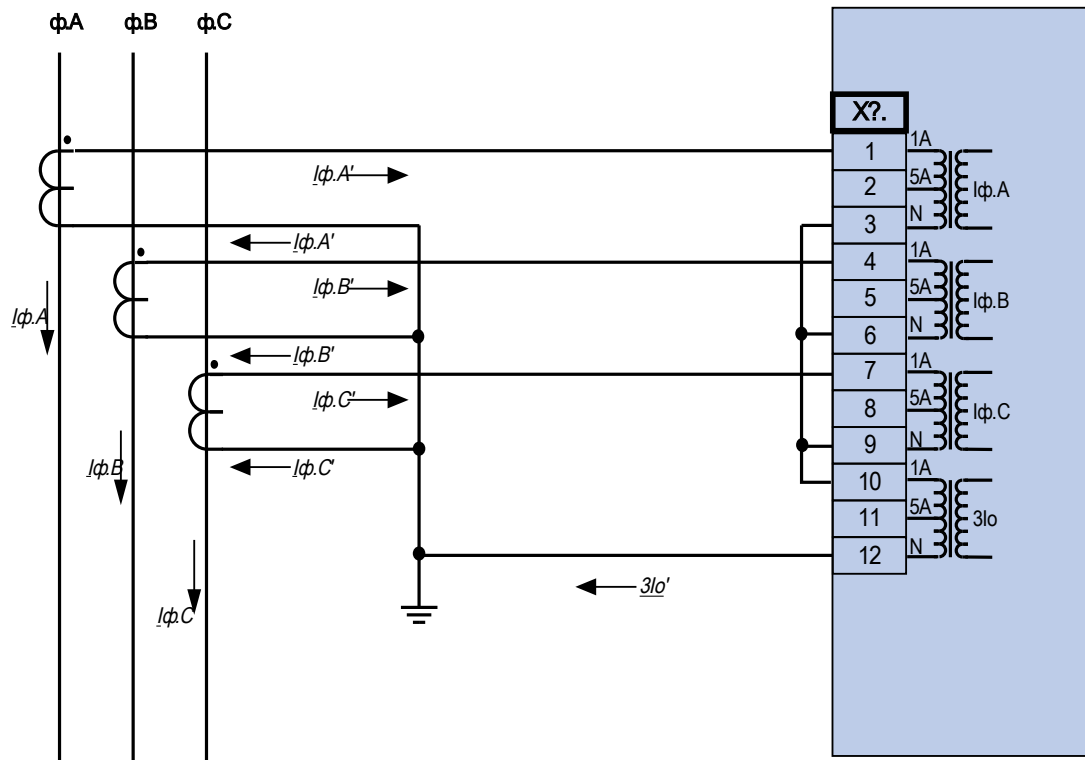 ф.A ф.B ф.C
X?.
1 1A
2 5A Iф.A
3 N
4 1A
5 5A Iф.B
6 N
7 1A
8 5A Iф.C
9 N
10 1A
11 5A 3Io
12 N
Iф.A'
Iф.A'
Iф.B'
Iф.A
Iф.B'
Iф.C'
Iф.B
Iф.C'
3Io'
Iф.C